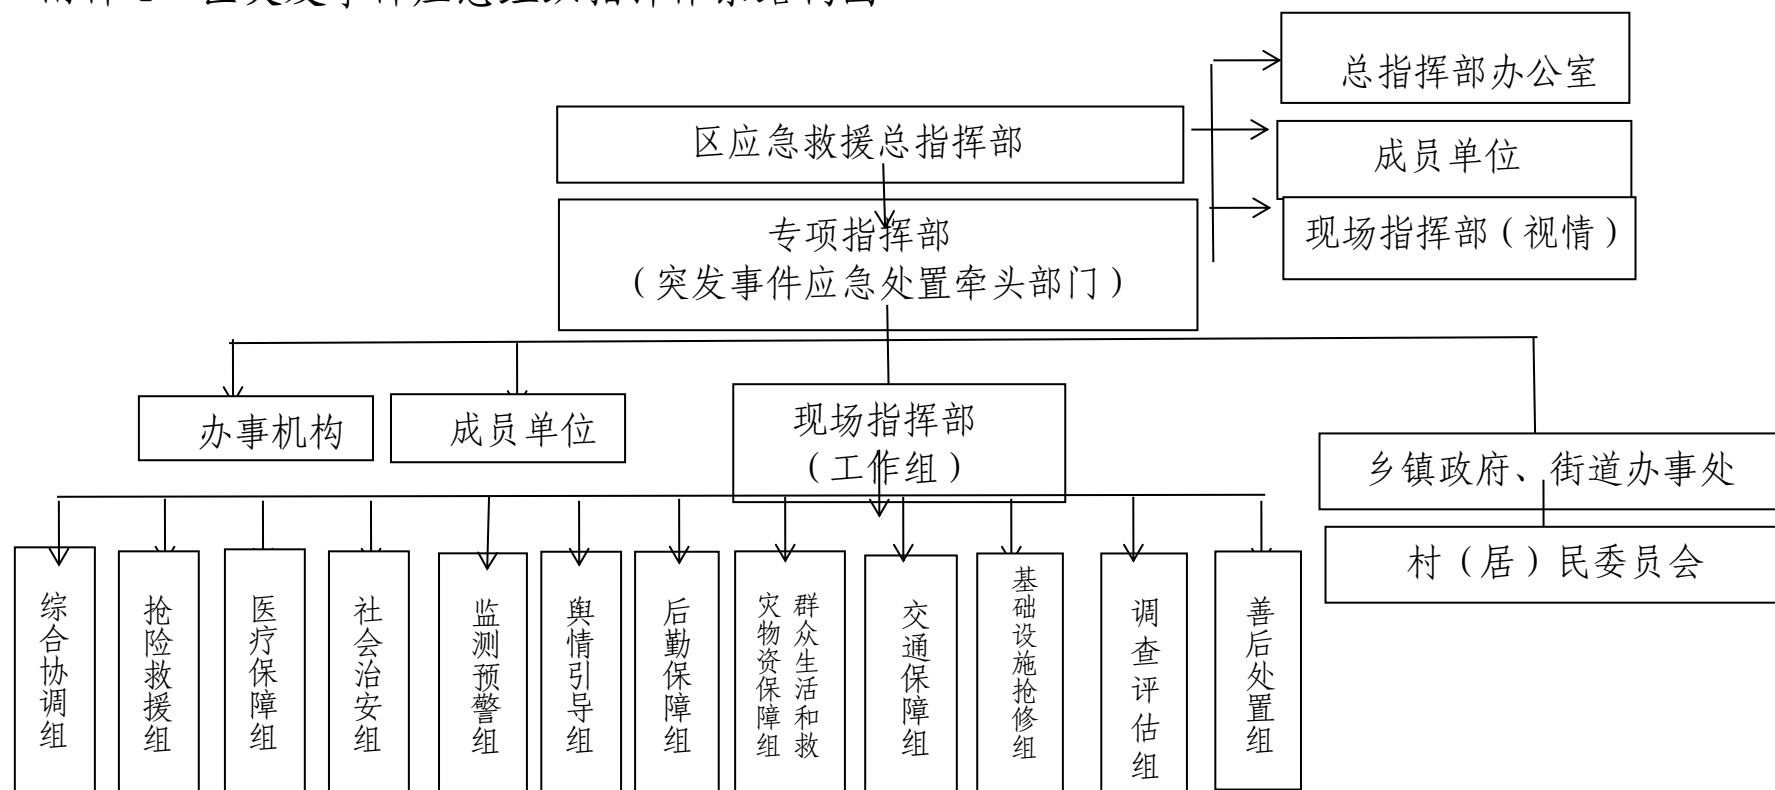 总指挥部办公室
区应急救援总指挥部
成员单位
现场指挥部（视情）
专项指挥部
（突发事件应急处置牵头部门）
办事机构
成员单位
现场指挥部
（工作组）
乡镇政府、街道办事处
村（居）民委员会
综合协调组
抢险救援组
医疗保障组
社会治安组
监测预警组
舆情引导组
后勤保障组
群众生活和救
灾物资保障组
交通保障组
基础设施抢修组
调查评估组
善后处置组